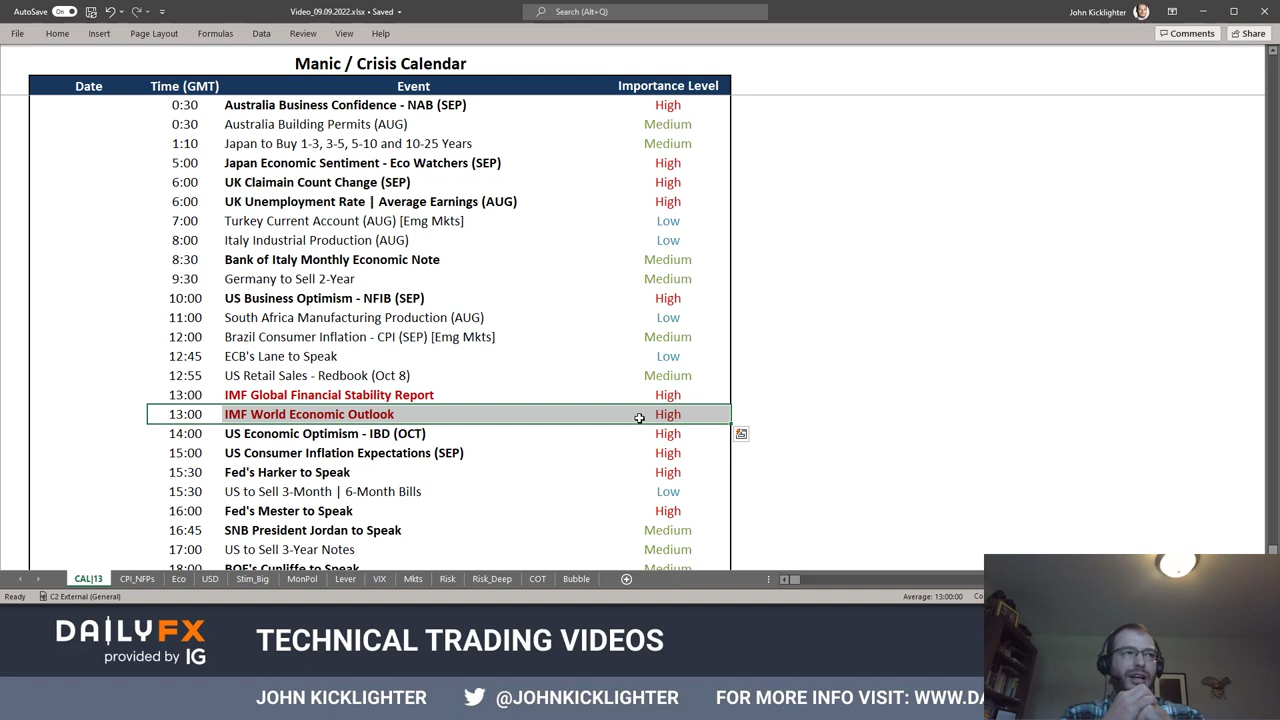 AutoSave On Video_09.09.2022.xlsx • Saved Search (Alt+Q) John Kicklighter
File Home Insert Page Layout Formulas Data Review View Help Comments Share
Manic / Crisis Calendar
Date Time (GMT) Event Importance Level
0:30 Australia Business Confidence - NAB (SEP) High
0:30 Australia Building Permits (AUG) Medium
1:10 Japan to Buy 1-3, 3-5, 5-10 and 10-25 Years Medium
5:00 Japan Economic Sentiment - Eco Watchers (SEP) High
6:00 UK Claimain Count Change (SEP) High
6:00 UK Unemployment Rate | Average Earnings (AUG) High
7:00 Turkey Current Account (AUG) [Emg Mkts] Low
8:00 Italy Industrial Production (AUG) Low
8:30 Bank of Italy Monthly Economic Note Medium
9:30 Germany to Sell 2-Year Medium
10:00 US Business Optimism - NFIB (SEP) High
11:00 South Africa Manufacturing Production (AUG) Low
12:00 Brazil Consumer Inflation - CPI (SEP) [Emg Mkts] Medium
12:45 ECB's Lane to Speak Low
12:55 US Retail Sales - Redbook (Oct 8) Medium
13:00 IMF Global Financial Stability Report High
13:00 IMF World Economic Outlook High
14:00 US Economic Optimism - IBD (OCT) High
15:00 US Consumer Inflation Expectations (SEP) High
15:30 Fed's Harker to Speak High
15:30 US to Sell 3-Month | 6-Month Bills Low
16:00 Fed's Mester to Speak High
16:45 SNB President Jordan to Speak Medium
17:00 US to Sell 3-Year Notes Medium
18:00 BOE's Cunliffe to Speak Medium
CAL|13 CPI_NFPs Eco USD Stim_Big MonPol Lever VIX Mkts Risk Risk_Deep COT Bubble
Ready C2 External (General) Average: 13:00:00
DAILYFX TECHNICAL TRADING VIDEOS
provided by IG
JOHN KICKLIGHTER @JOHNKICKLIGHTER FOR MORE INFO VISIT: WWW.DA